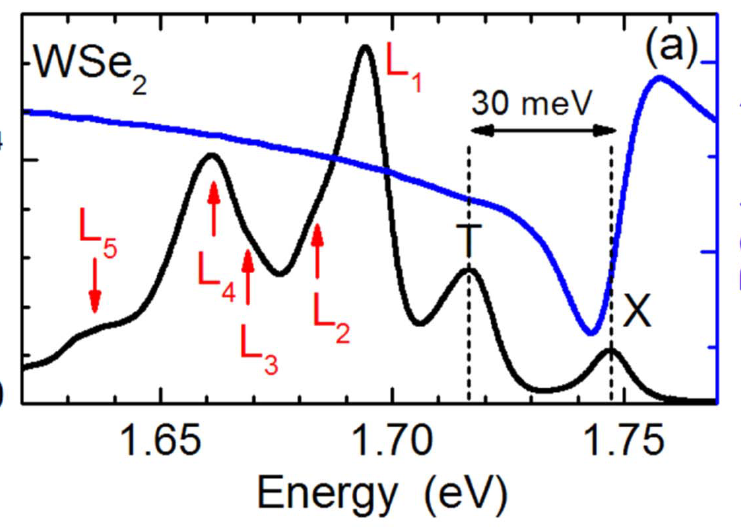 WSe₂
(a)
L₁
30 meV
L₅
T
L₄
L₂
L₃
X
1.65 1.70 1.75
Energy (eV)